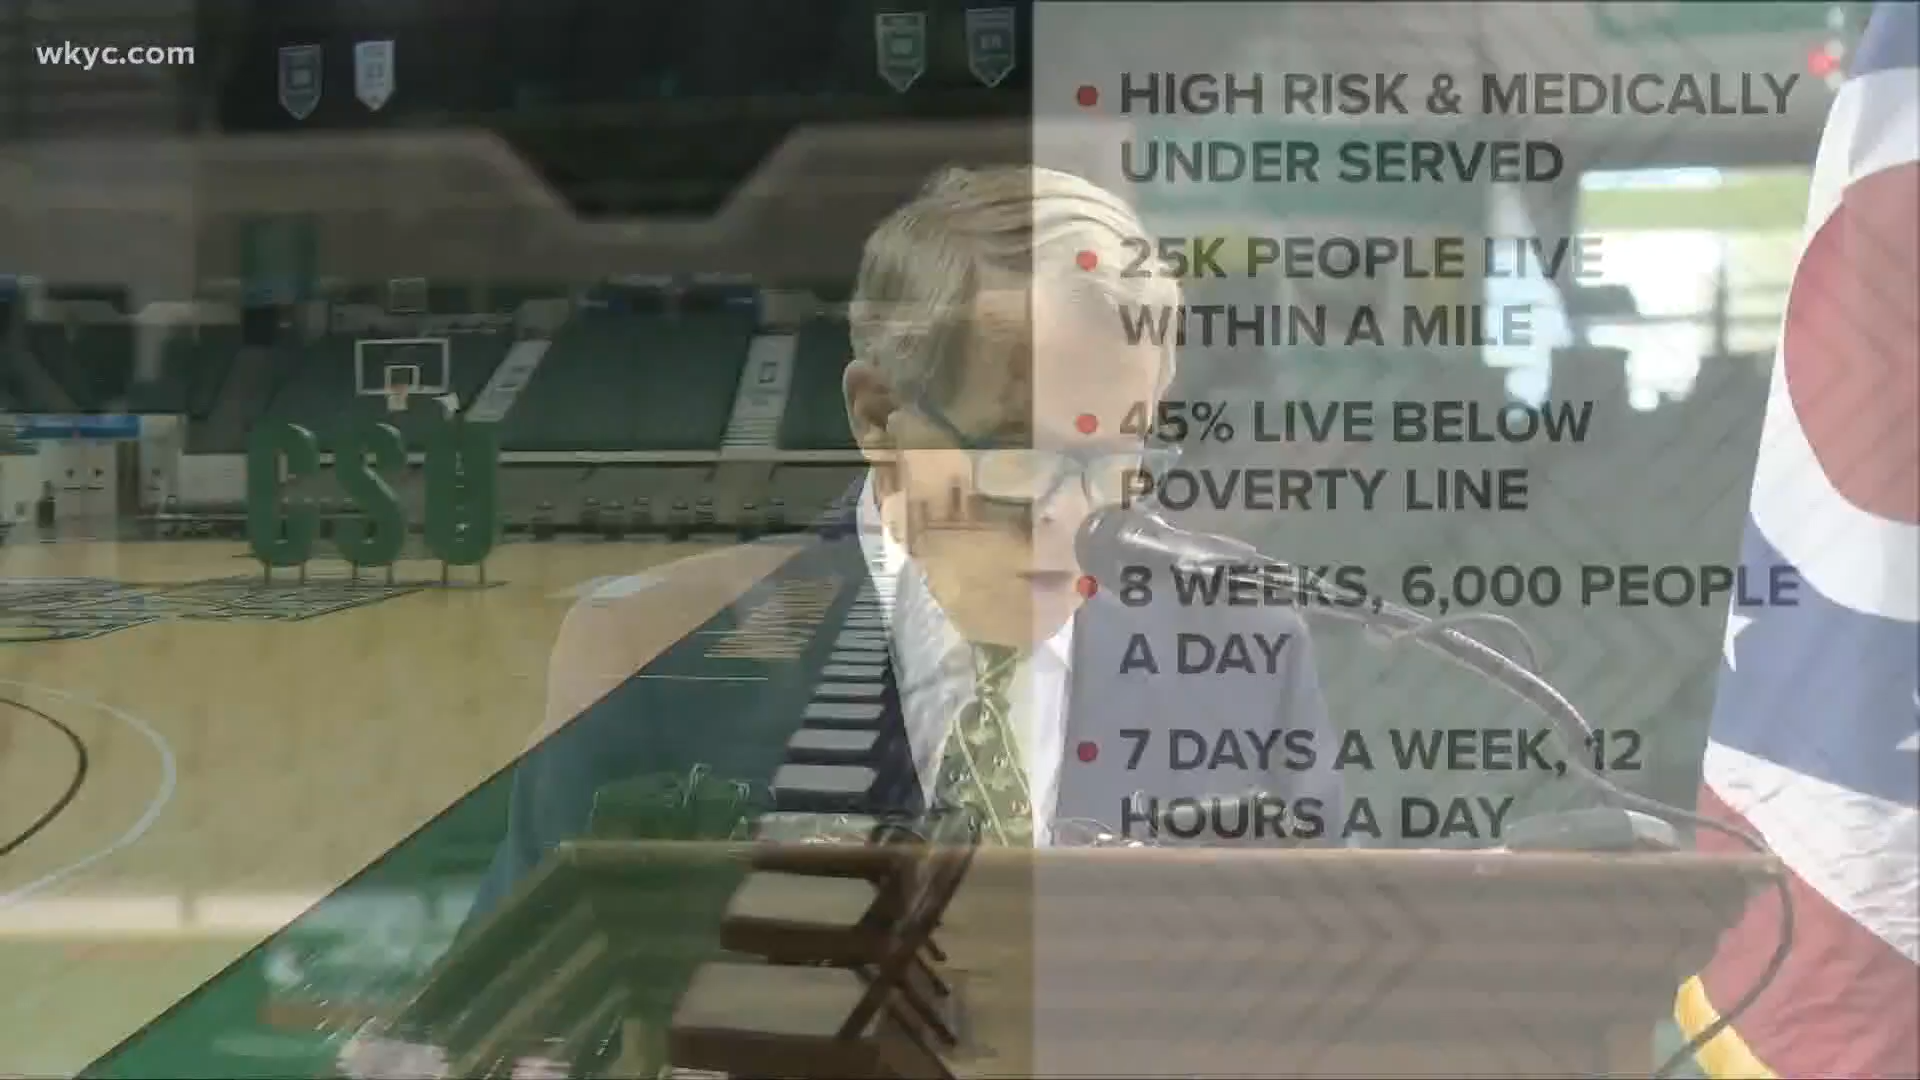 wkyc.com
• HIGH RISK & MEDICALLY
UNDER SERVED
• 25K PEOPLE LIVE
WITHIN A MILE
• 45% LIVE BELOW
POVERTY LINE
• 8 WEEKS, 6,000 PEOPLE
A DAY
• 7 DAYS A WEEK, 12
HOURS A DAY
CSU